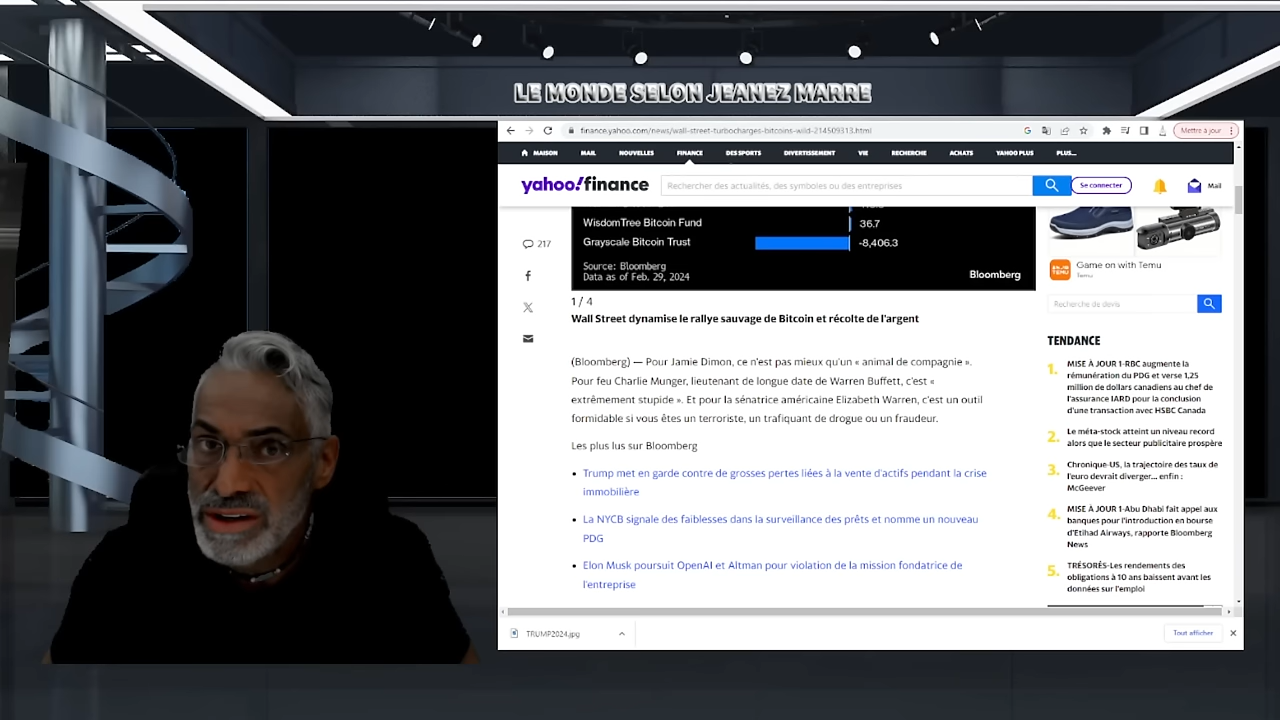 LE MONDE SELON JEANEZ MARRE
finance.yahoo.com/news/wall-street-turbocharges-bitcoins-wild-214509313.html
Mettre à jour
MAISON MAIL NOUVELLES FINANCE DES SPORTS DIVERTISSEMENT VIE RECHERCHE ACHATS YAHOO PLUS PLUS...
yahoo!finance
Rechercher des actualités, des symboles ou des entreprises
Se connecter
Mail
WisdomTree Bitcoin Fund 36.7
Grayscale Bitcoin Trust -8,406.3
Source: Bloomberg
Data as of Feb. 29, 2024
Bloomberg
217
1 / 4
Wall Street dynamise le rallye sauvage de Bitcoin et récolte de l'argent
(Bloomberg) — Pour Jamie Dimon, ce n'est pas mieux qu'un « animal de compagnie ».
Pour feu Charlie Munger, lieutenant de longue date de Warren Buffett, c'est «
extrêmement stupide ». Et pour la sénatrice américaine Elizabeth Warren, c'est un outil
formidable si vous êtes un terroriste, un trafiquant de drogue ou un fraudeur.
Les plus lus sur Bloomberg
Trump met en garde contre de grosses pertes liées à la vente d'actifs pendant la crise
immobilière
La NYCB signale des faiblesses dans la surveillance des prêts et nomme un nouveau
PDG
Elon Musk poursuit OpenAI et Altman pour violation de la mission fondatrice de
l'entreprise
Game on with Temu
Temu
Recherche de devis
TENDANCE
1. MISE À JOUR 1-RBC augmente la
rémunération du PDG et verse 1,25
million de dollars canadiens au chef de
l'assurance IARD pour la conclusion
d'une transaction avec HSBC Canada
2. Le méta-stock atteint un niveau record
alors que le secteur publicitaire prospère
3. Chronique-US, la trajectoire des taux de
l'euro devrait diverger... enfin :
McGeever
4. MISE À JOUR 1-Abu Dhabi fait appel aux
banques pour l'introduction en bourse
d'Etihad Airways, rapporte Bloomberg
News
5. TRÉSORÉS-Les rendements des
obligations à 10 ans baissent avant les
données sur l'emploi
TRUMP2024.jpg
Tout afficher